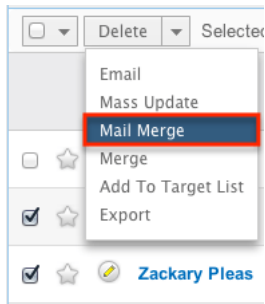 Delete Selected
Email
Mass Update
Mail Merge
Merge
Add To Target List
Export
Zackary Pleas